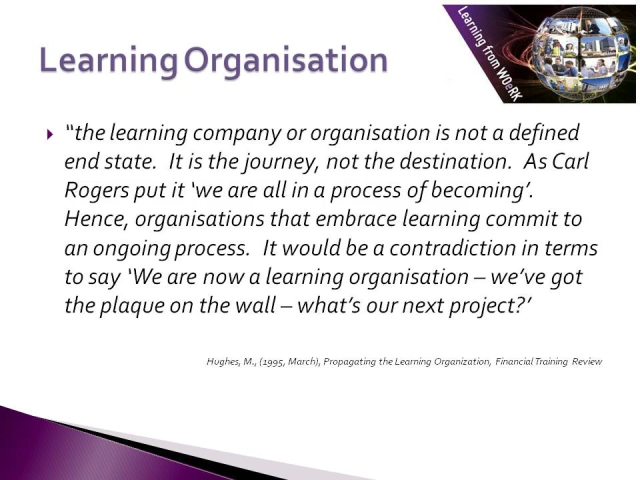 Learning Organisation
Learning from WOeRK
“the learning company or organisation is not a defined
end state.  It is the journey, not the destination.  As Carl
Rogers put it ‘we are all in a process of becoming’.
Hence, organisations that embrace learning commit to
an ongoing process.  It would be a contradiction in terms
to say ‘We are now a learning organisation – we’ve got
the plaque on the wall – what’s our next project?’
Hughes, M., (1995, March), Propagating the Learning Organization, Financial Training Review